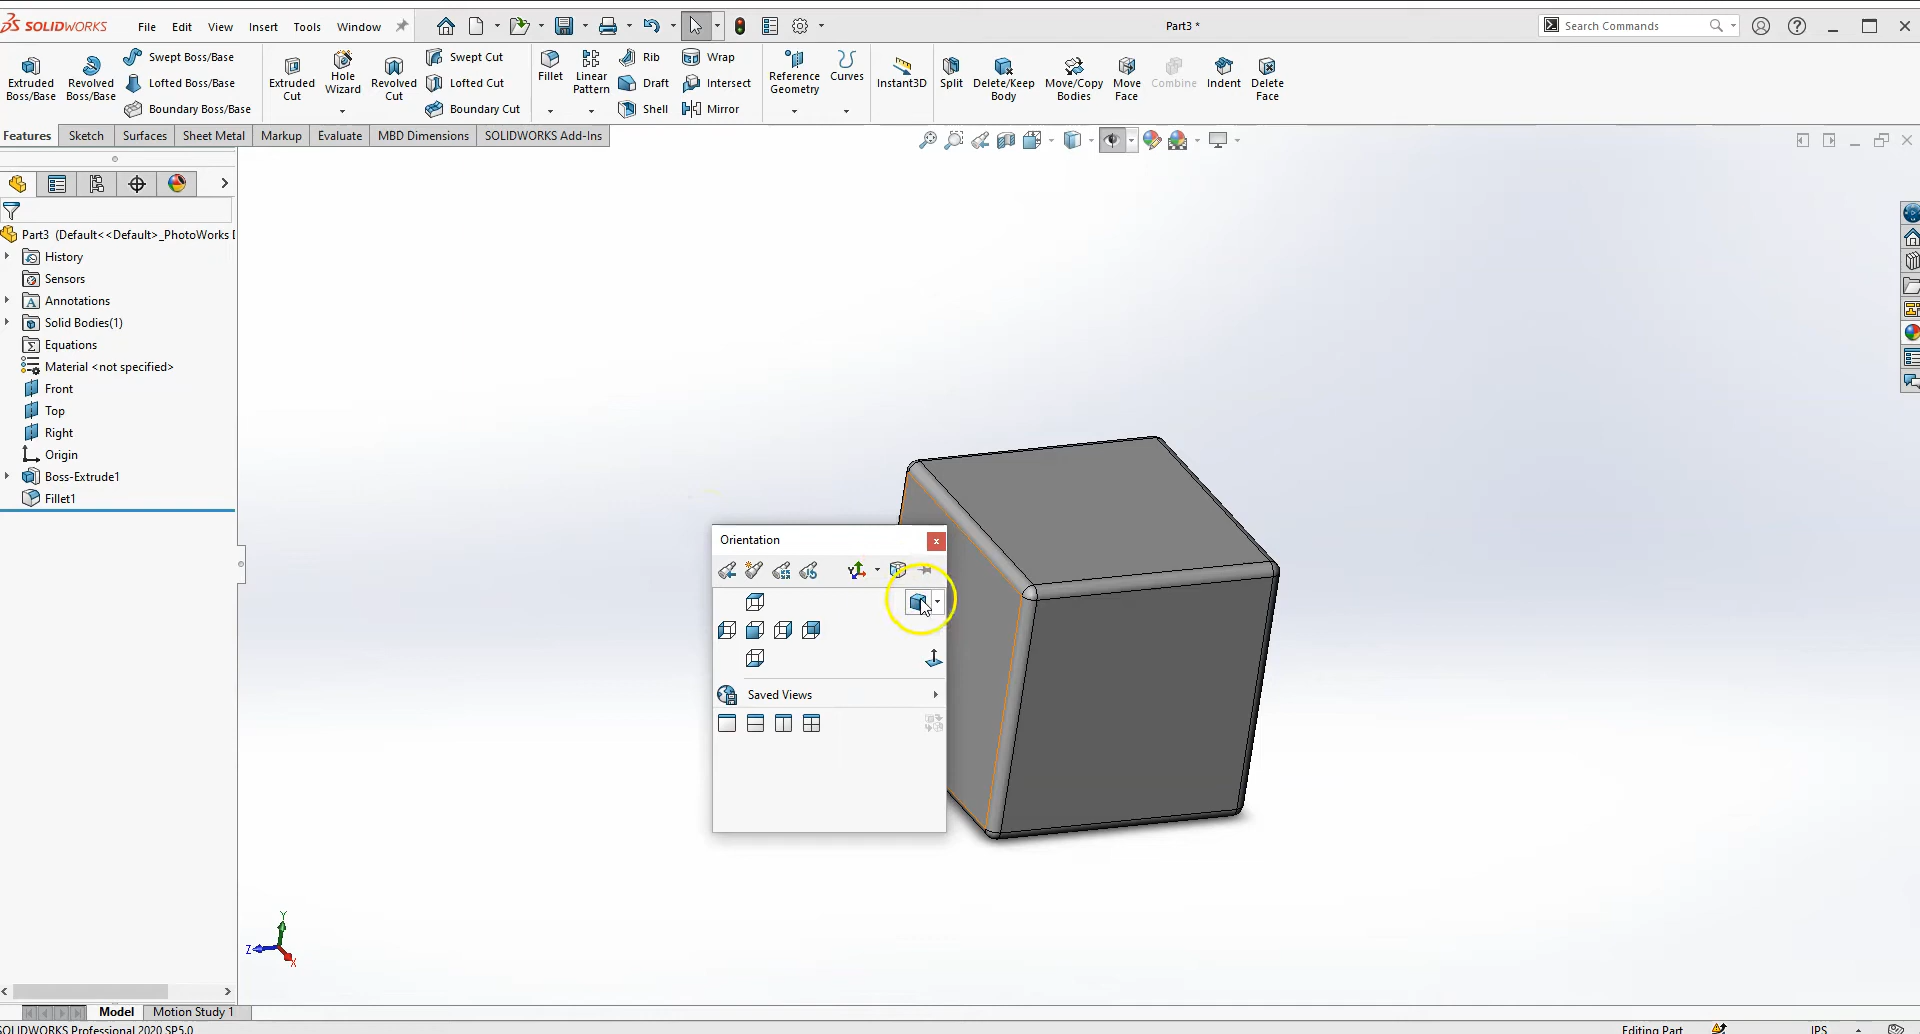 SOLIDWORKS File Edit View Insert Tools Window Part3 * Search Commands
Extruded Boss/Base
Revolved Boss/Base
Swept Boss/Base
Lofted Boss/Base
Boundary Boss/Base
Extruded Cut
Hole Wizard
Revolved Cut
Swept Cut
Lofted Cut
Boundary Cut
Fillet
Linear Pattern
Rib
Draft
Shell
Wrap
Intersect
Mirror
Reference Geometry
Curves
Instant3D
Split
Delete/Keep Body
Move/Copy Bodies
Move Face
Combine
Indent
Delete Face
Features Sketch Surfaces Sheet Metal Markup Evaluate MBD Dimensions SOLIDWORKS Add-Ins
Part3 (Default<<Default>_PhotoWorks
History
Sensors
Annotations
Solid Bodies(1)
Equations
Material <not specified>
Front
Top
Right
Origin
Boss-Extrude1
Fillet1
Orientation
Saved Views
Y
Z
X
Model Motion Study 1
SOLIDWORKS Professional 2020 SP5.0 Editing Part IPS